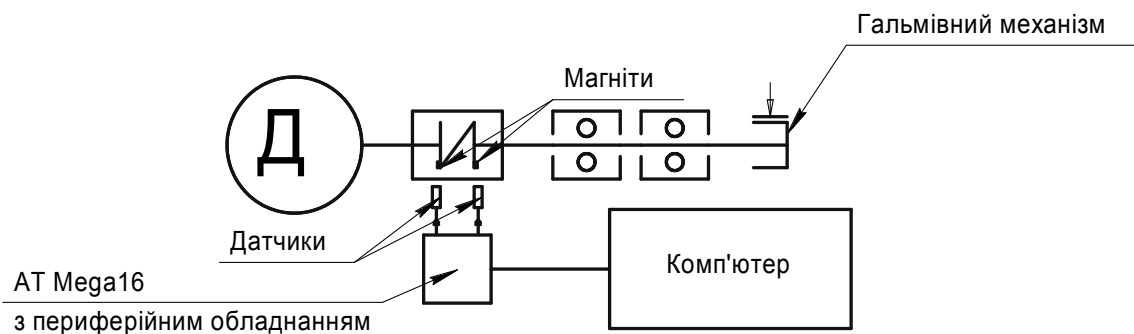 Гальмівний механізм
Магніти
Д
Датчики
Комп'ютер
AT Mega16
з периферійним обладнанням